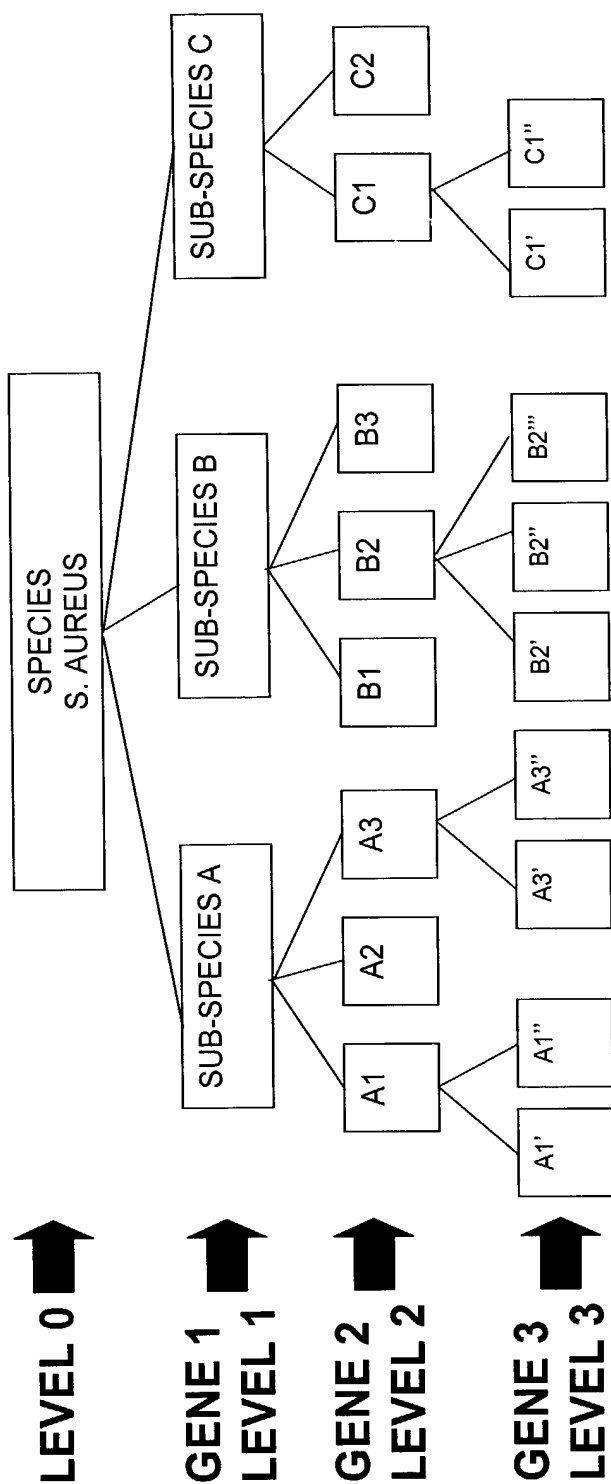 LEVEL 0
SPECIES
S. AUREUS
GENE 1
LEVEL 1
SUB-SPECIES A
SUB-SPECIES B
SUB-SPECIES C
GENE 2
LEVEL 2
A1
A2
A3
B1
B2
B3
C1
C2
GENE 3
LEVEL 3
A1'
A1"
A3'
A3"
B2'
B2"'
B2""
C1'
C1"